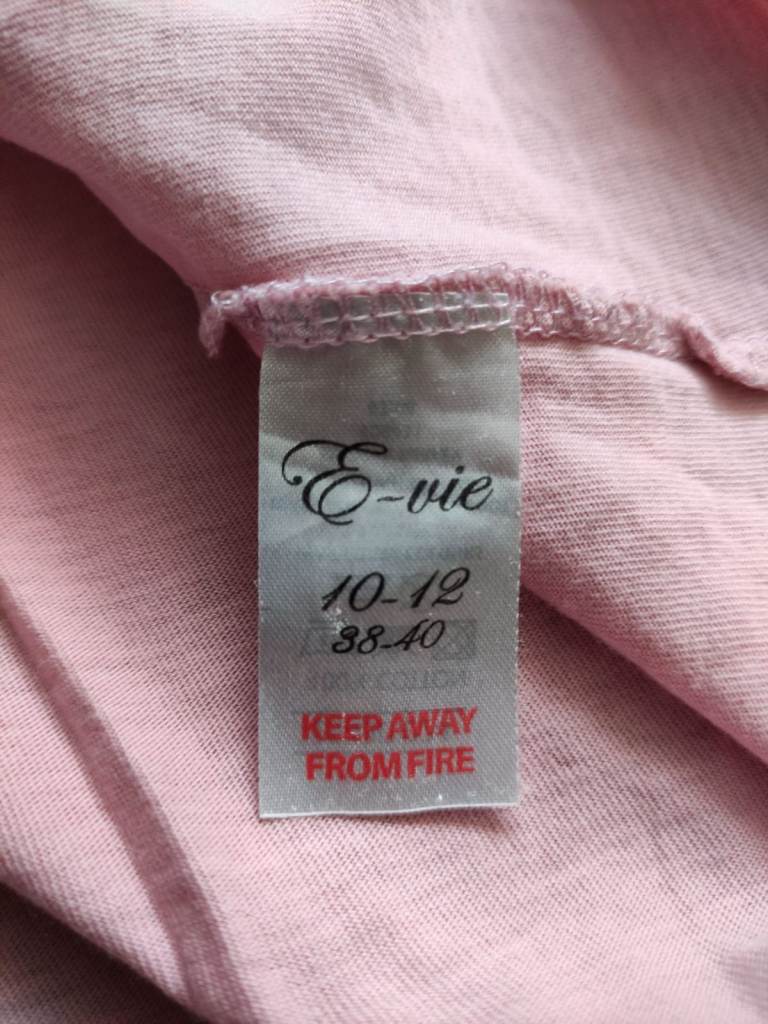 E-vie
10-12
38-40
KEEP AWAY
FROM FIRE